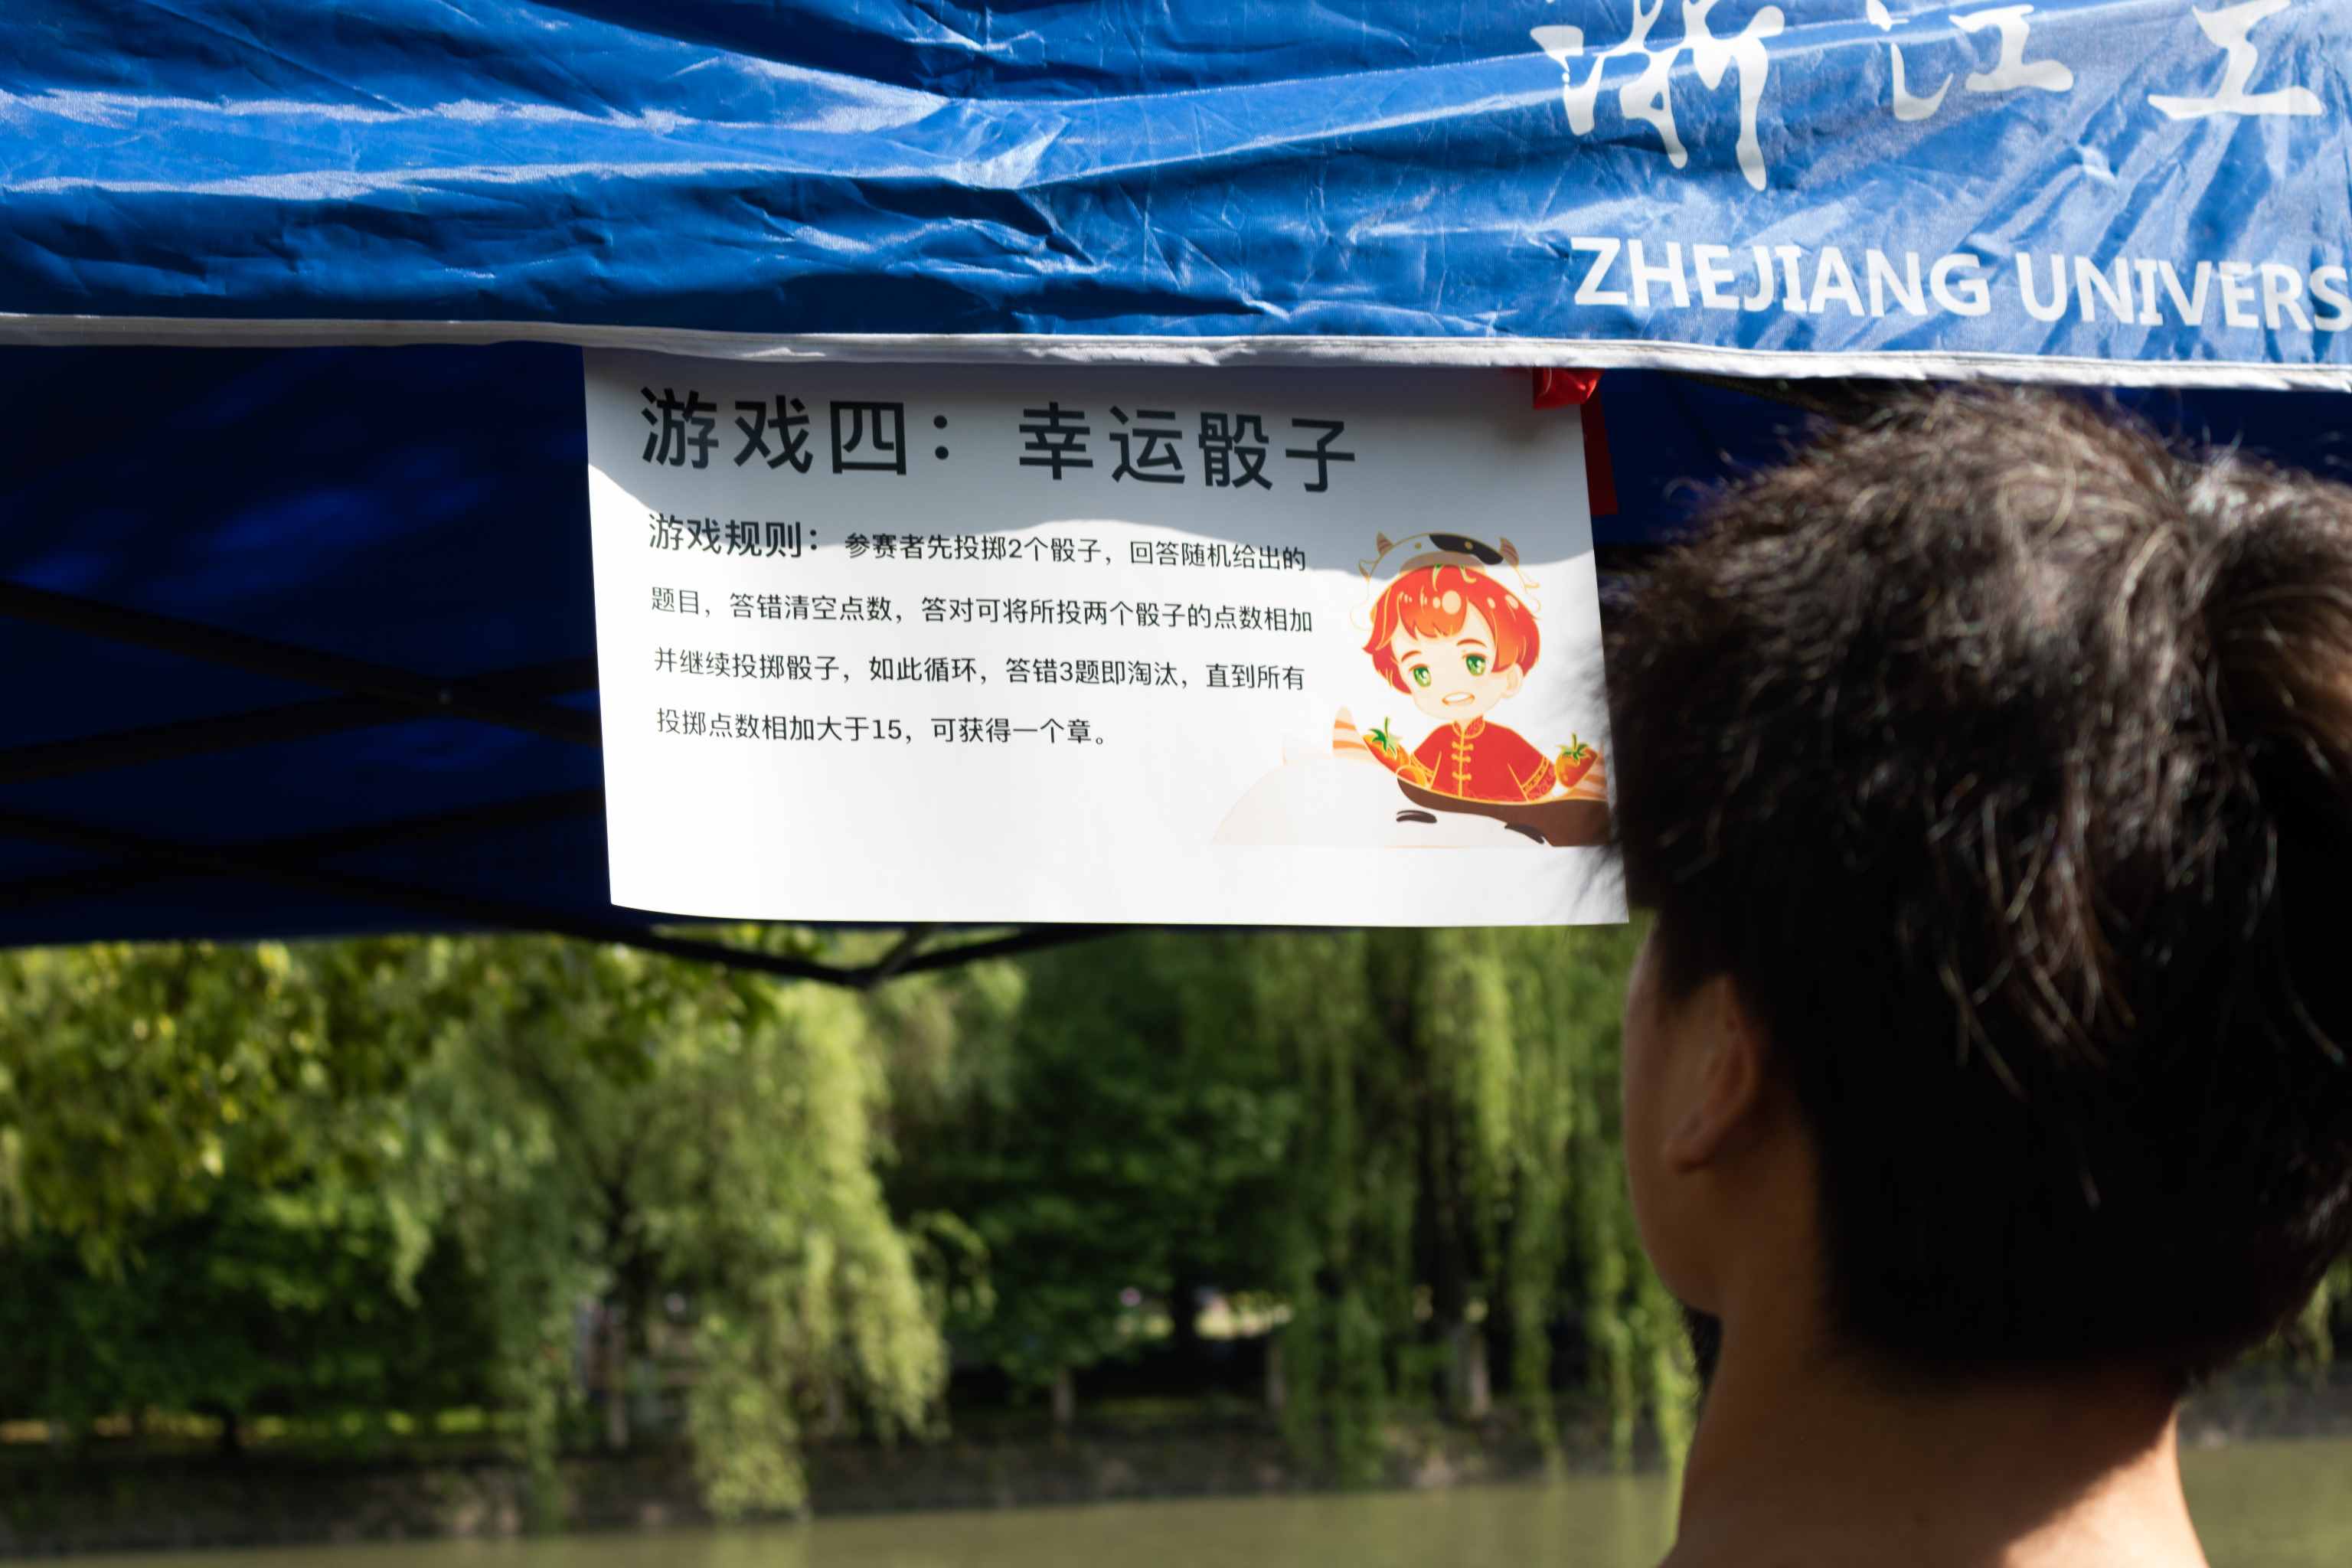 浙江工
ZHEJIANG UNIVERS
游戏四：幸运骰子
游戏规则：参赛者先投掷2个骰子，回答随机给出的
题目，答错清空点数，答对可将所投两个骰子的点数相加
并继续投掷骰子，如此循环，答错3题即淘汰，直到所有
投掷点数相加大于15，可获得一个章。